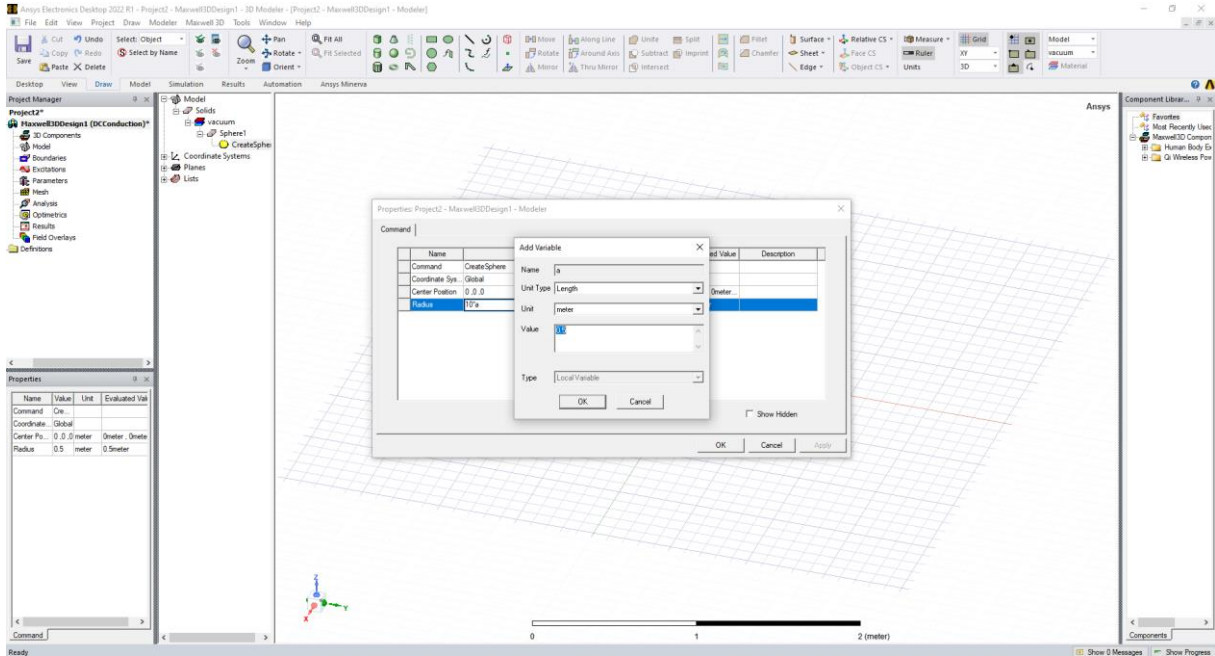 Ansys Electronics Desktop 2022 R1 - Project2 - Maxwell3DDesign1 - 3D Modeler - [Project2 - Maxwell3DDesign1 - Modeler]
File Edit View Project Draw Modeler Maxwell 3D Tools Window Help
Save
Cut Undo
Copy Redo
Paste Delete
Select: Object
Select by Name
Zoom
Pan
Rotate
Orient
Fit All
Fit Selected
Move Along Line Unite Split Fillet
Rotate Around Axis Subtract Imprint Chamfer
Mirror Thru Mirror Intersect
Surface Relative CS Measure Grid Model
Sheet Face CS Ruler XY vacuum
Edge Object CS Units 3D Material
Desktop View Draw Model Simulation Results Automation Ansys Minerva
Project Manager
Project2*
Maxwell3DDesign1 (DCConduction)*
3D Components
Model
Boundaries
Excitations
Parameters
Mesh
Analysis
Optimetrics
Results
Field Overlays
Definitions
Model
Solids
vacuum
Sphere1
CreateSphe
Coordinate Systems
Planes
Lists
Ansys
Component Librar...
Favorites
Most Recently Used
Maxwell3D Compon
Human Body Ex
Qi Wireless Pow
Properties: Project2 - Maxwell3DDesign1 - Modeler
Command
Name ed Value Description
Command CreateSphere
Coordinate Sys... Global
Center Position 0 ,0 ,0 0meter...
Radius 10*a
Show Hidden
OK Cancel Apply
Add Variable
Name a
Unit Type Length
Unit meter
Value 0.5
Type Local Variable
OK Cancel
Properties
Name Value Unit Evaluated Val
Command Cre...
Coordinate... Global
Center Po... 0 ,0 ,0 meter 0meter , 0mete
Radius 0.5 meter 0.5meter
Command
Z
Y
X
0 1 2 (meter)
Components
Ready
Show 0 Messages Show Progress